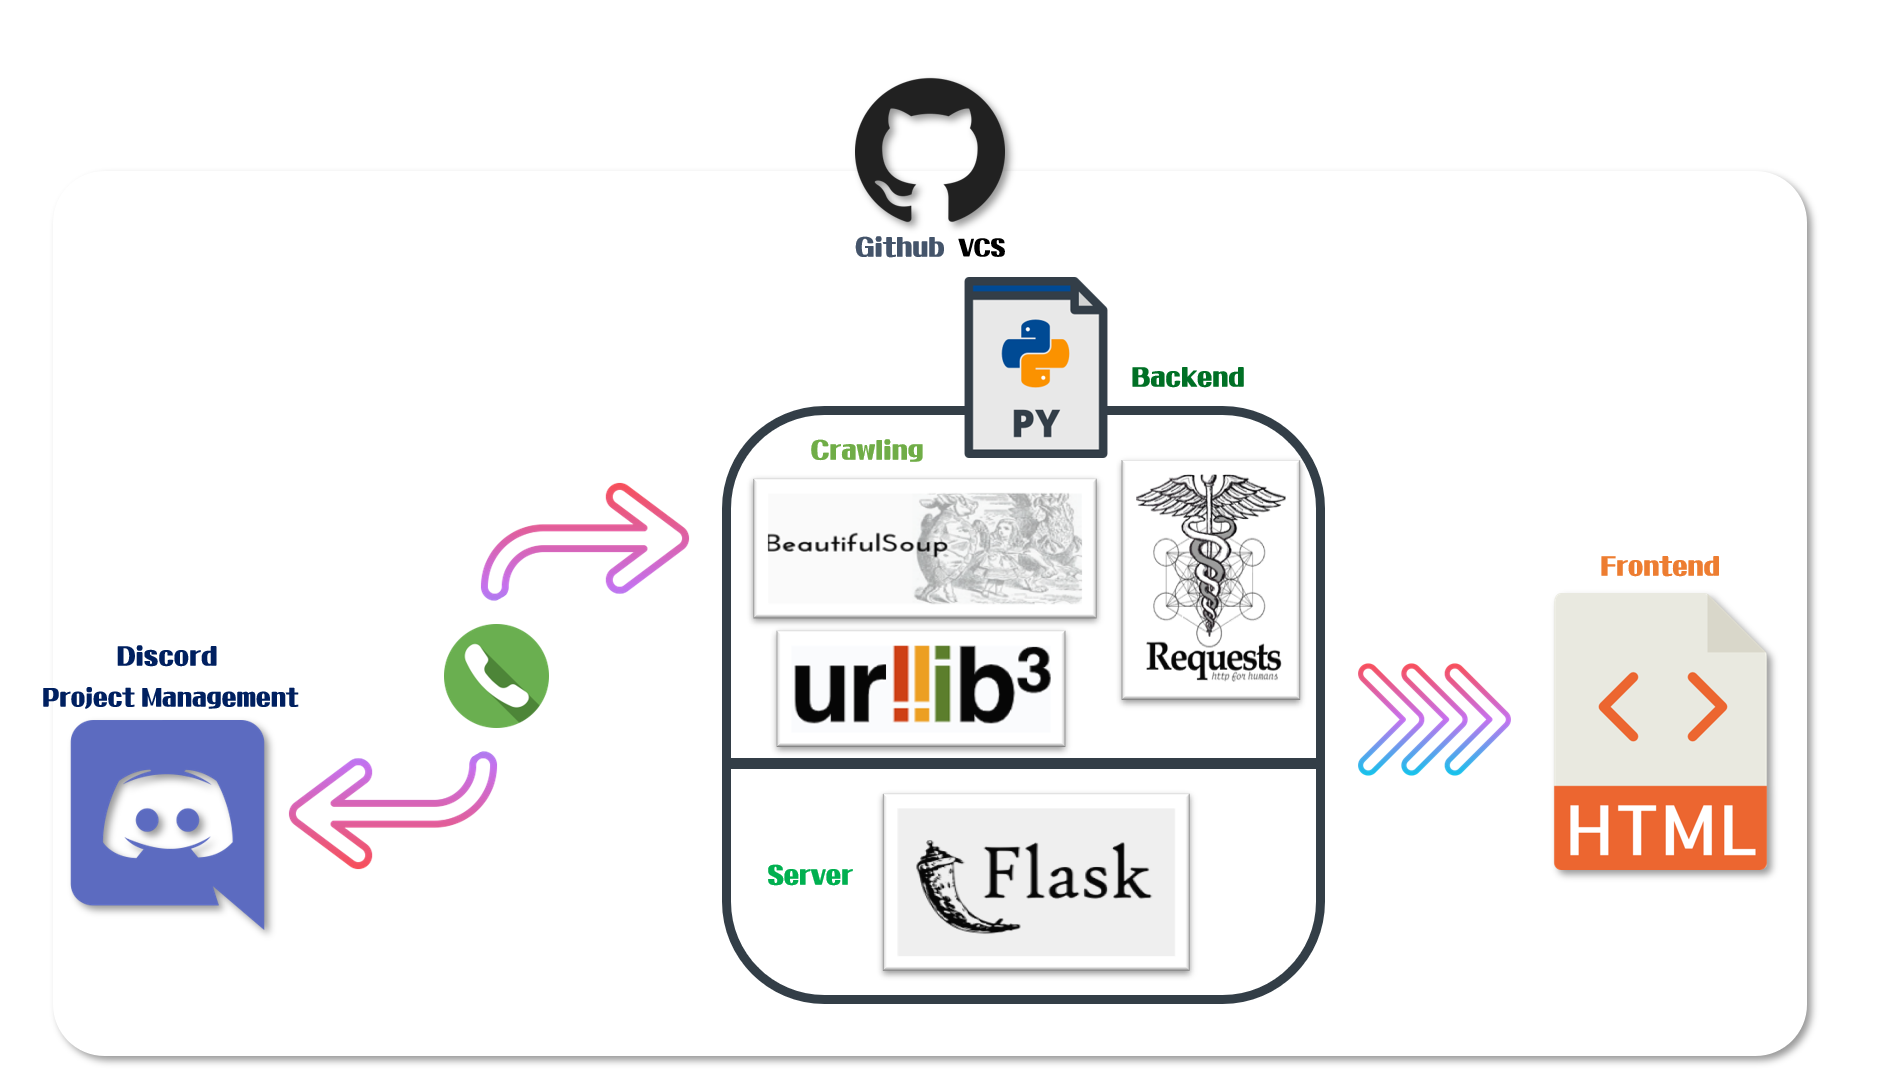 Github VCS
PY
Backend
Crawling
BeautifulSoup
urllib3
Requests
http for humans
Server
Flask
Discord
Project Management
Frontend
HTML